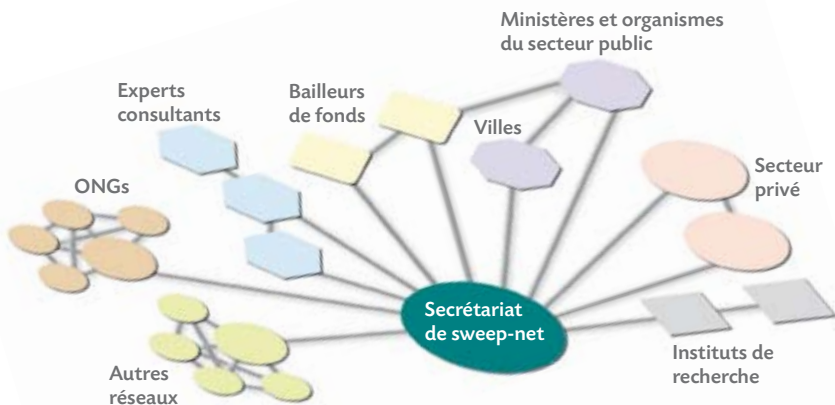 Ministères et organismes
du secteur public
Experts
consultants
Bailleurs
de fonds
Villes
Secteur
privé
ONGs
Secrétariat
de sweep-net
Instituts de
recherche
Autres
réseaux